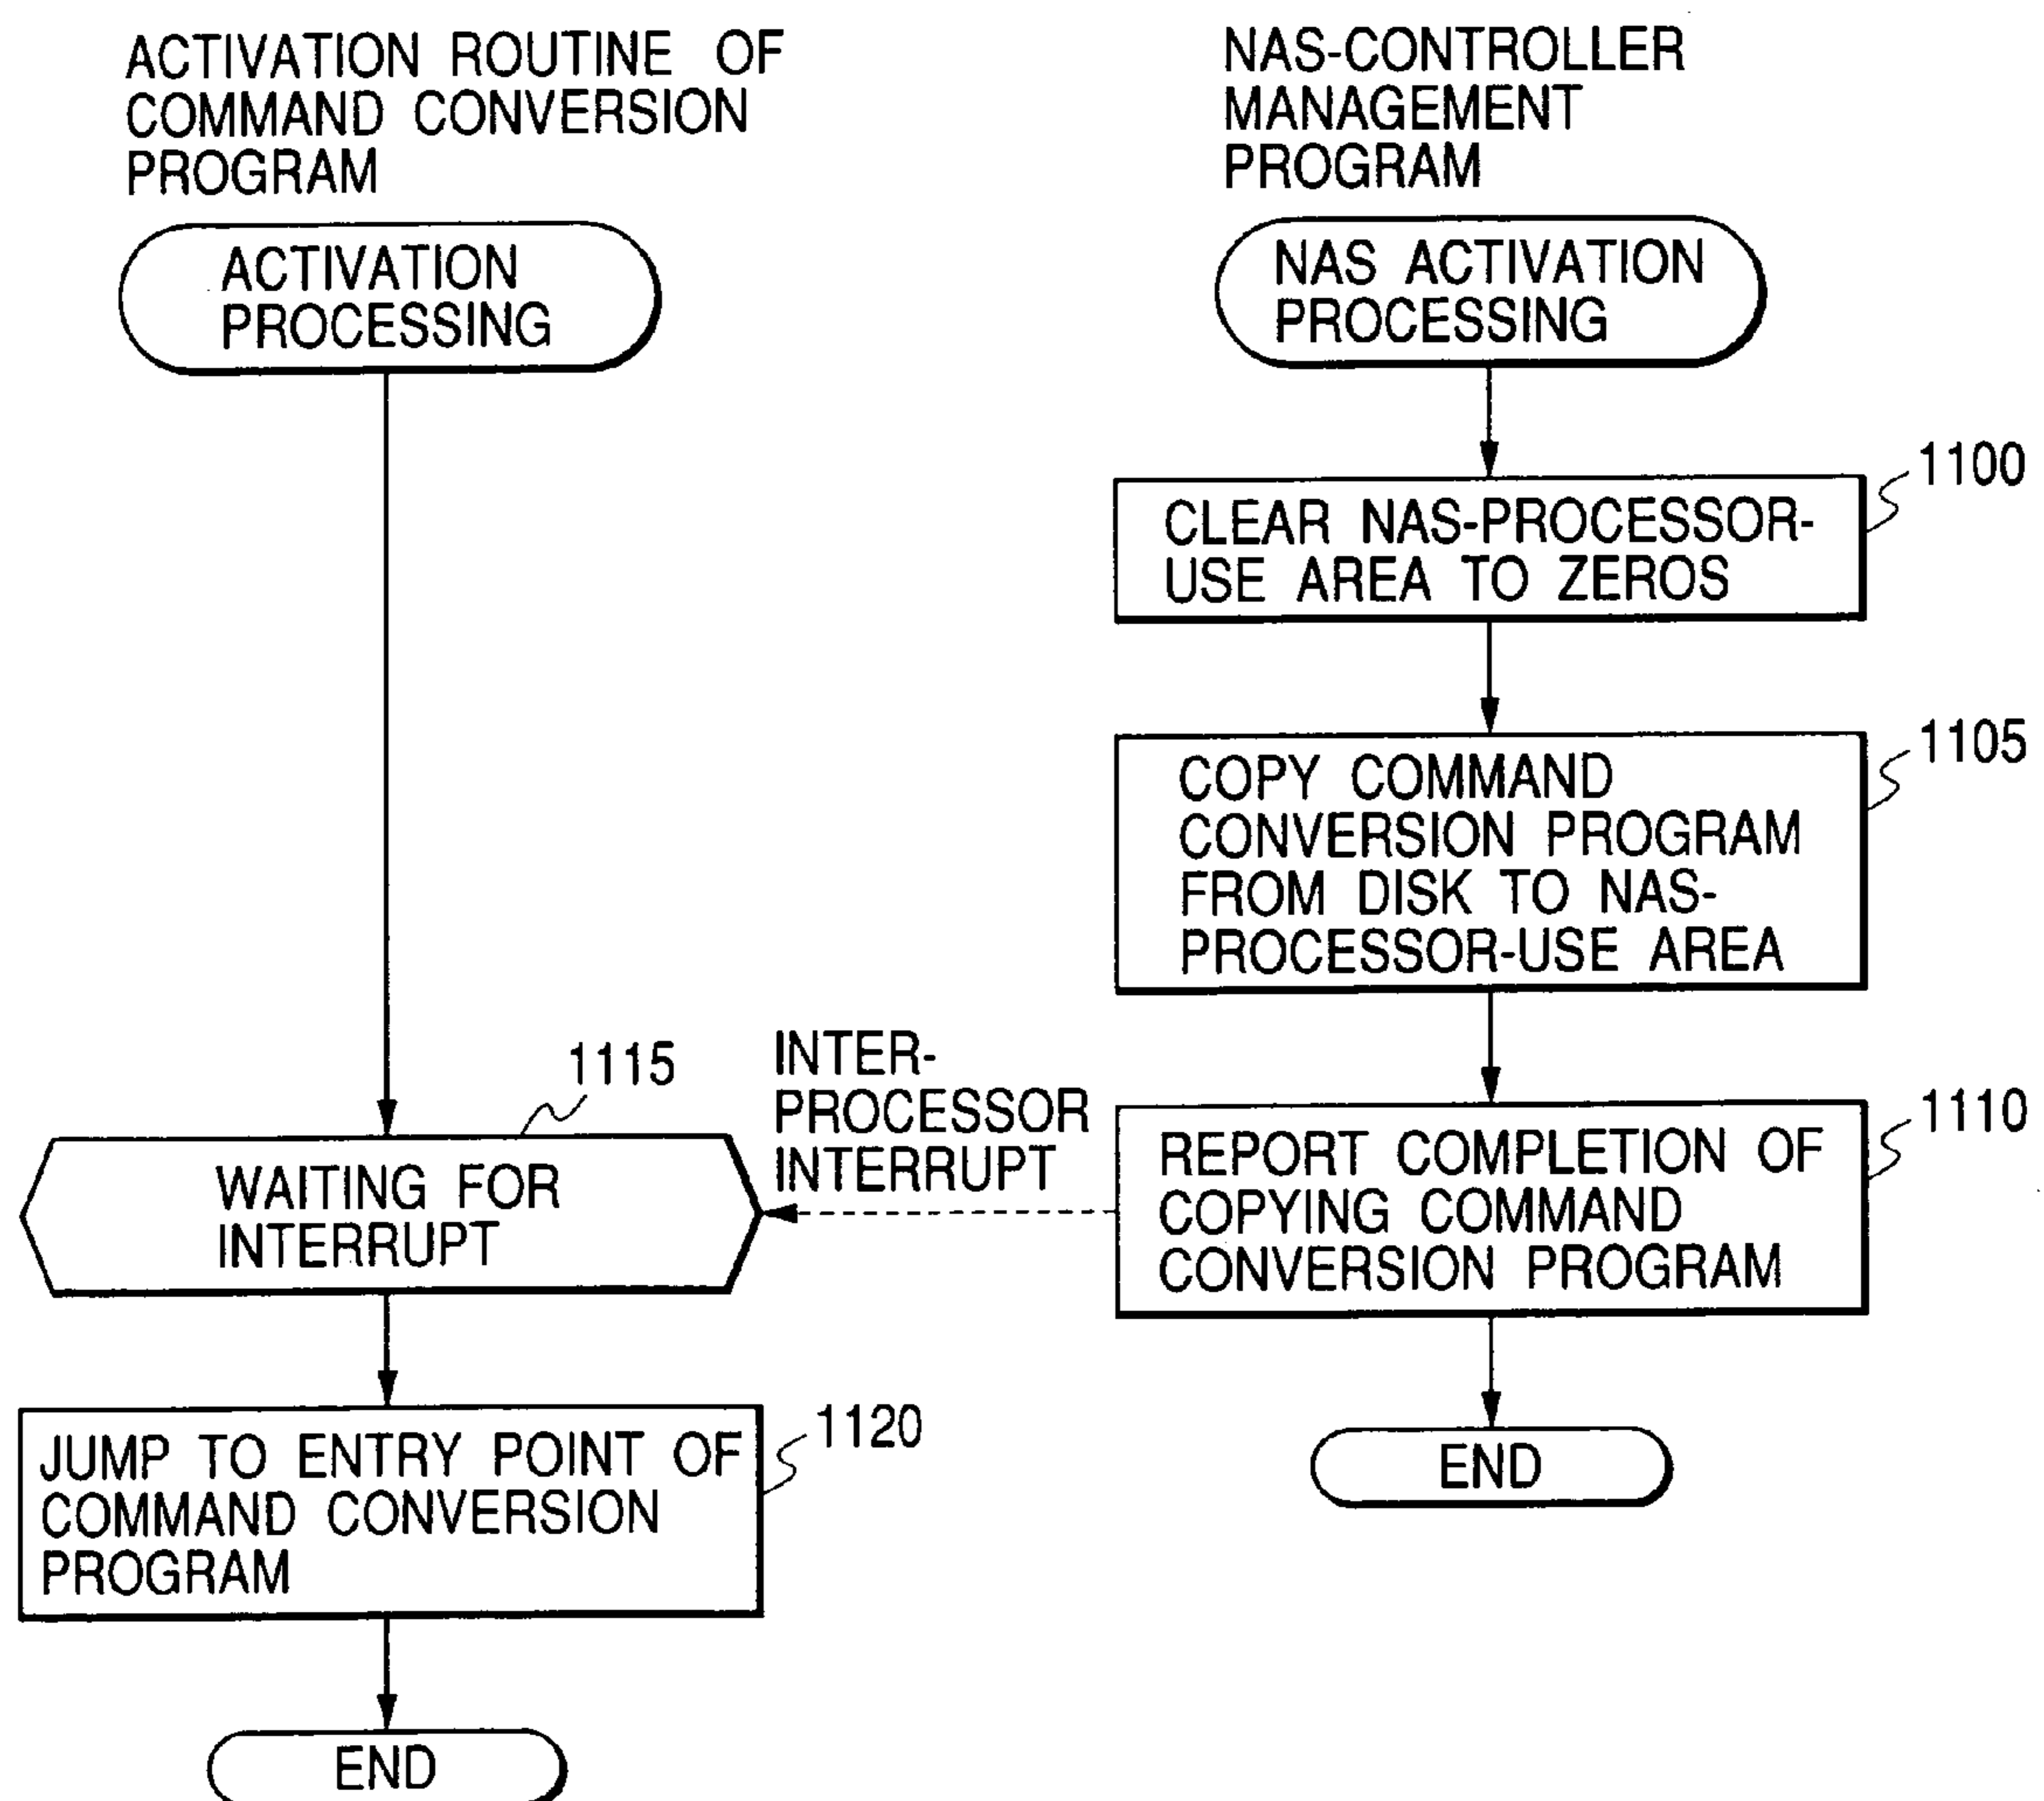 ACTIVATION ROUTINE OF
COMMAND CONVERSION
PROGRAM
ACTIVATION
PROCESSING
1115
WAITING FOR
INTERRUPT
INTER-
PROCESSOR
INTERRUPT
1120
JUMP TO ENTRY POINT OF
COMMAND CONVERSION
PROGRAM
END
NAS-CONTROLLER
MANAGEMENT
PROGRAM
NAS ACTIVATION
PROCESSING
1100
CLEAR NAS-PROCESSOR-
USE AREA TO ZEROS
1105
COPY COMMAND
CONVERSION PROGRAM
FROM DISK TO NAS-
PROCESSOR-USE AREA
1110
REPORT COMPLETION OF
COPYING COMMAND
CONVERSION PROGRAM
END